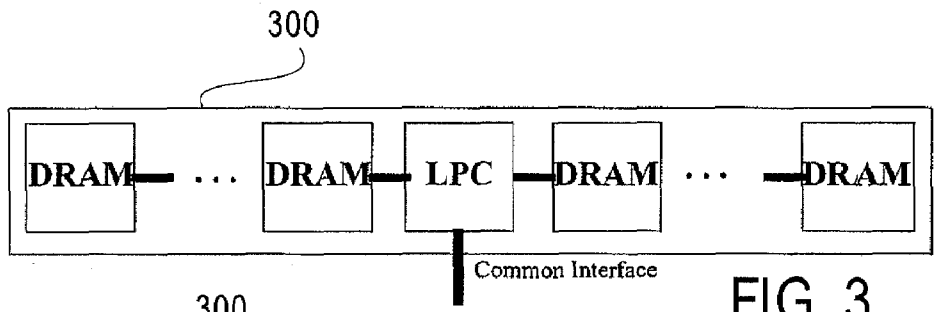 300
DRAM ... DRAM LPC DRAM ... DRAM
Common Interface
300
FIG. 3